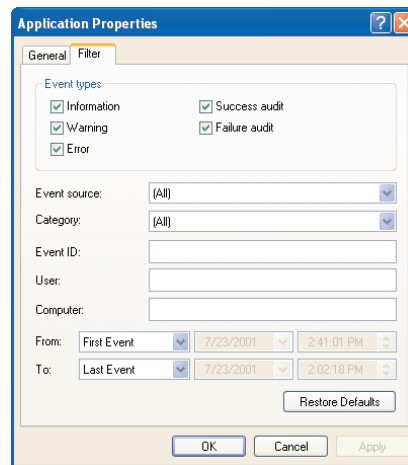 Application Properties
General Filter
Event types
Information Success audit
Warning Failure audit
Error
Event source: (All)
Category: (All)
Event ID:
User:
Computer:
From: First Event 7/23/2001 2:41:01 PM
To: Last Event 7/23/2001 2:02:18 PM
Restore Defaults
OK Cancel Apply